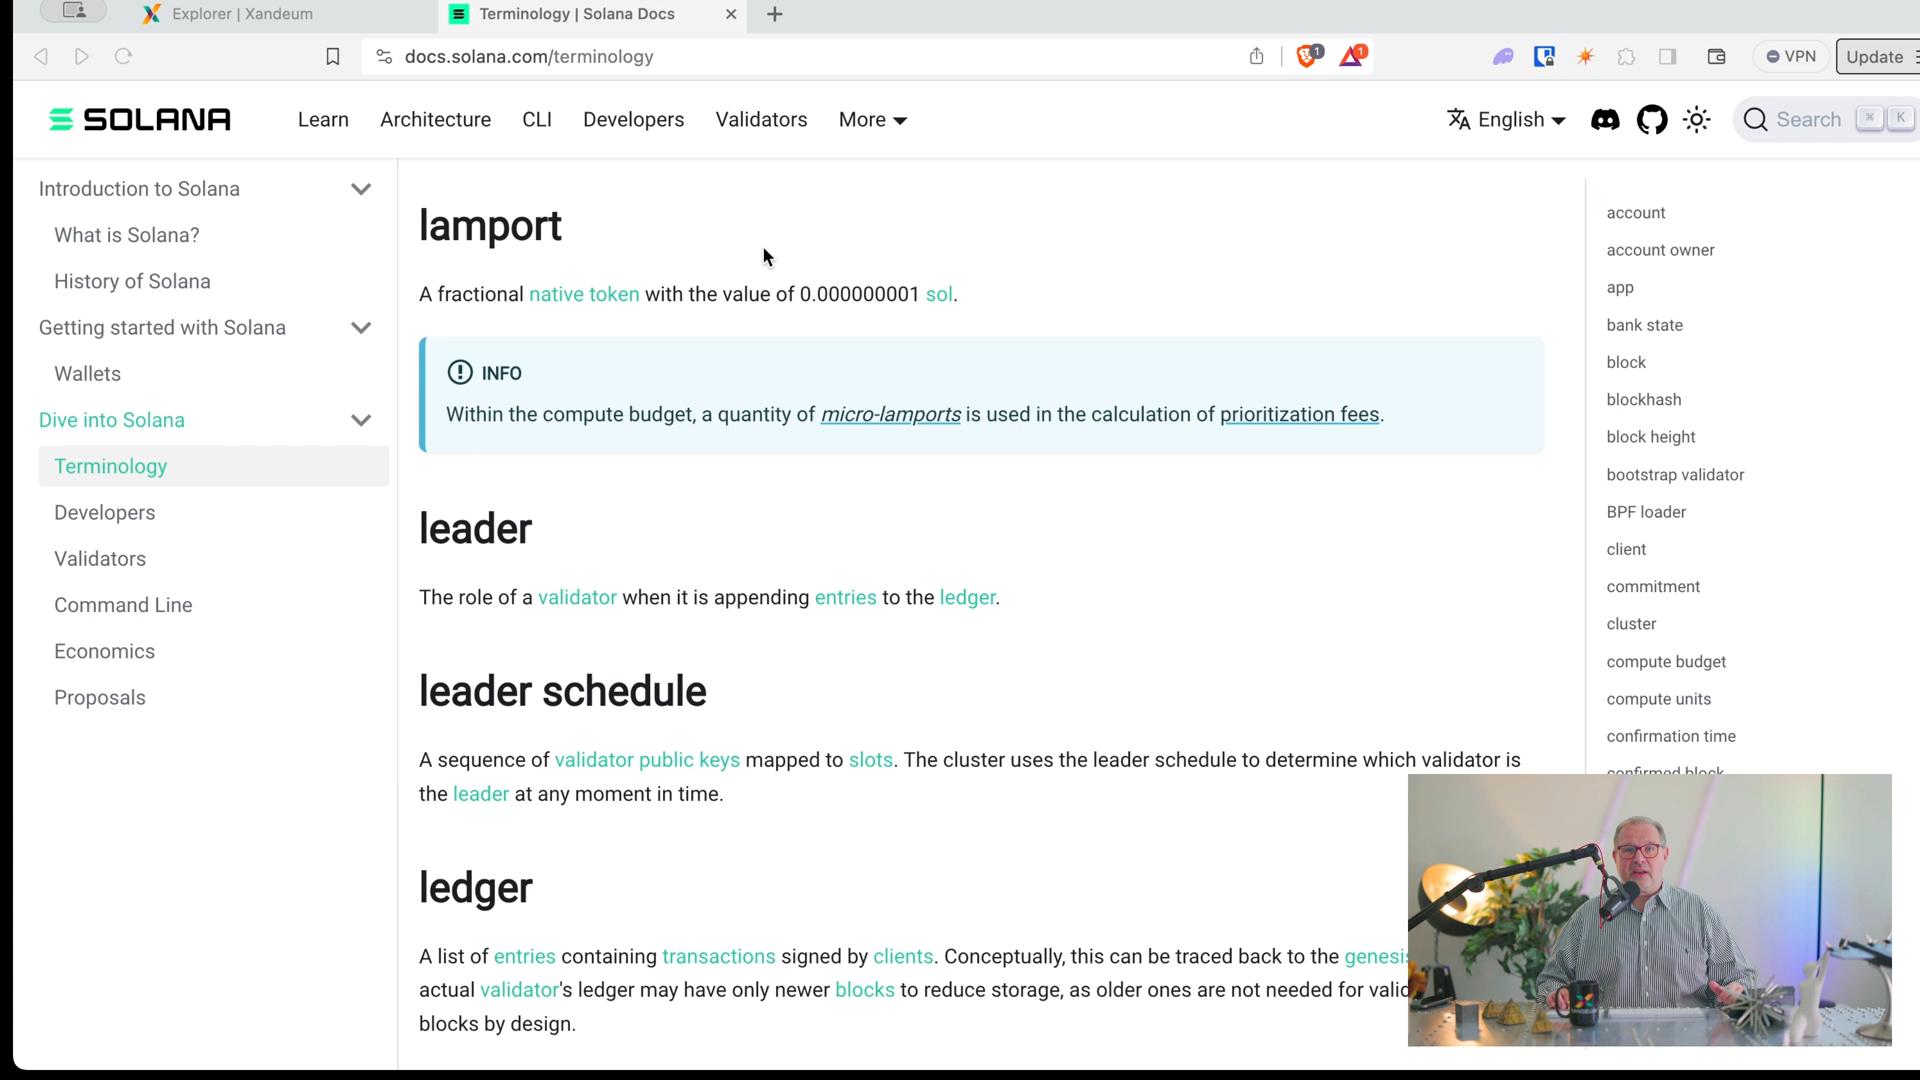 Explorer | Xandeum
Terminology | Solana Docs
docs.solana.com/terminology
1
1
VPN
Update
SOLANA
Learn
Architecture
CLI
Developers
Validators
More
English
Search
⌘
K
Introduction to Solana
What is Solana?
History of Solana
Getting started with Solana
Wallets
Dive into Solana
Terminology
Developers
Validators
Command Line
Economics
Proposals
lamport
A fractional native token with the value of 0.000000001 sol.
INFO
Within the compute budget, a quantity of micro-lamports is used in the calculation of prioritization fees.
leader
The role of a validator when it is appending entries to the ledger.
leader schedule
A sequence of validator public keys mapped to slots. The cluster uses the leader schedule to determine which validator is
the leader at any moment in time.
ledger
A list of entries containing transactions signed by clients. Conceptually, this can be traced back to the genesis
actual validator's ledger may have only newer blocks to reduce storage, as older ones are not needed for valid
blocks by design.
account
account owner
app
bank state
block
blockhash
block height
bootstrap validator
BPF loader
client
commitment
cluster
compute budget
compute units
confirmation time
confirmed block